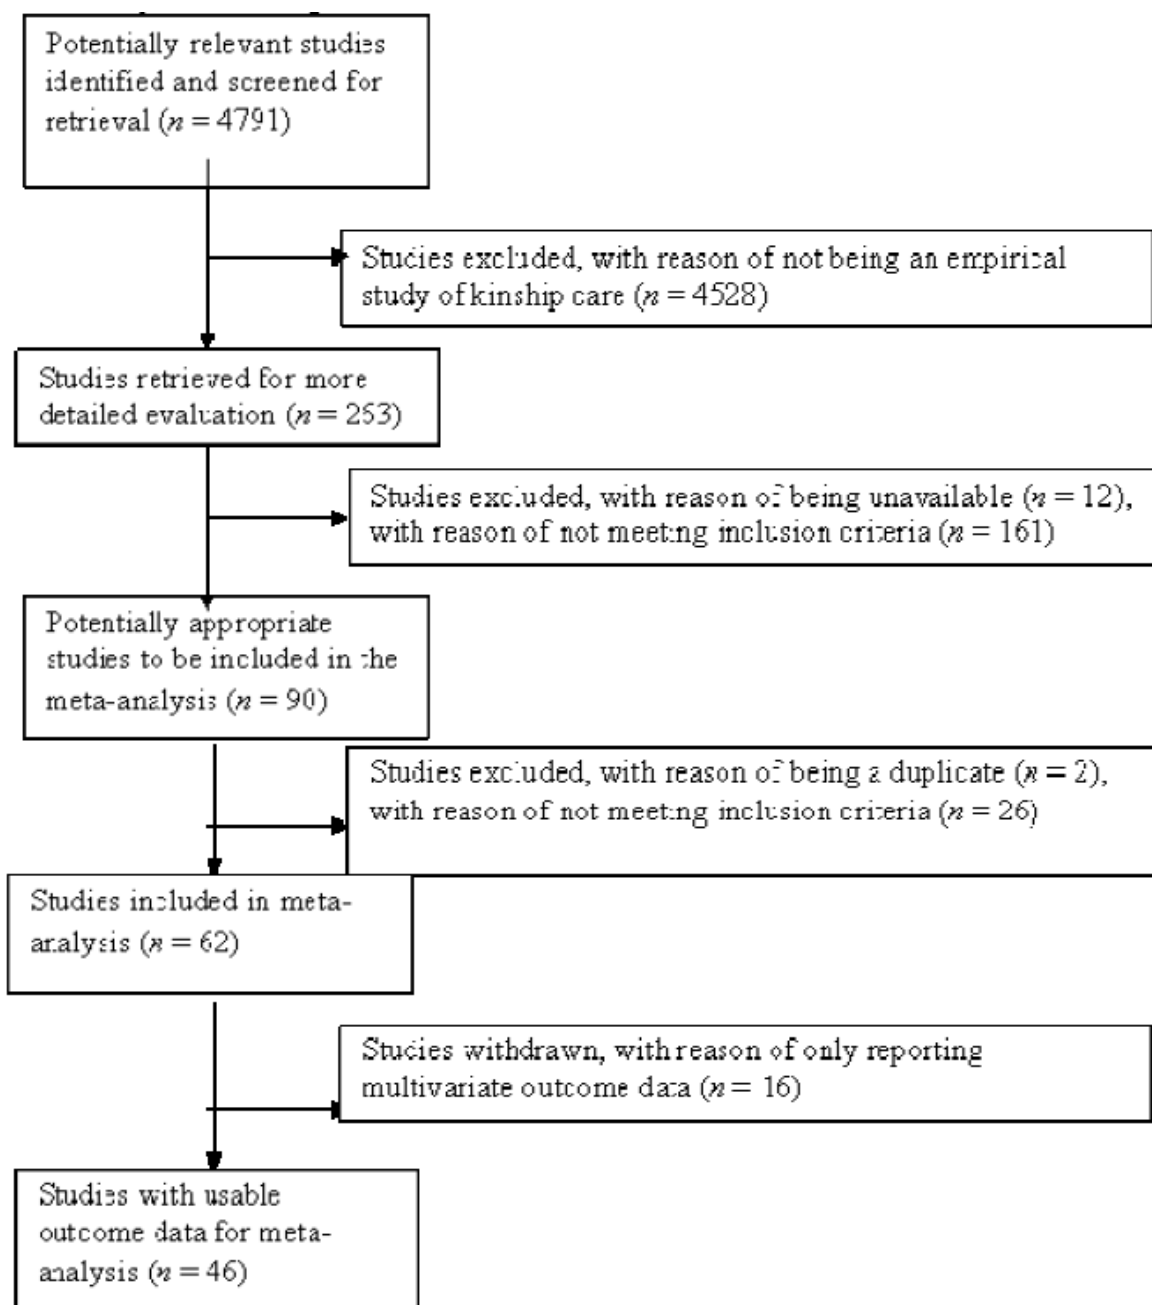 Potentially relevant studies
identified and screened for
retrieval (n = 4791)
Studies excluded, with reason of not being an empirical
study of kinship care (n = 4528)
Studies retrieved for more
detailed evaluation (n = 253)
Studies excluded, with reason of being unavailable (n = 12),
with reason of not meeting inclusion criteria (n = 161)
Potentially appropriate
studies to be included in the
meta-analysis (n = 90)
Studies excluded, with reason of being a duplicate (n = 2),
with reason of not meeting inclusion criteria (n = 26)
Studies included in meta-
analysis (n = 62)
Studies withdrawn, with reason of only reporting
multivariate outcome data (n = 16)
Studies with usable
outcome data for meta-
analysis (n = 46)